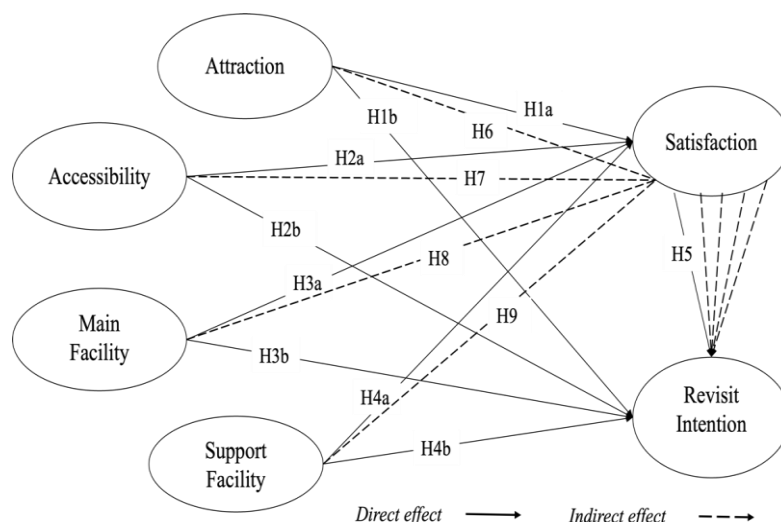 Attraction
H1a
H1b
H6
Satisfaction
H2a
Accessibility
H7
H2b
H5
H8
H3a
Main
Facility
H9
H3b
Revisit
Intention
H4a
Support
Facility
H4b
Direct effect
Indirect effect